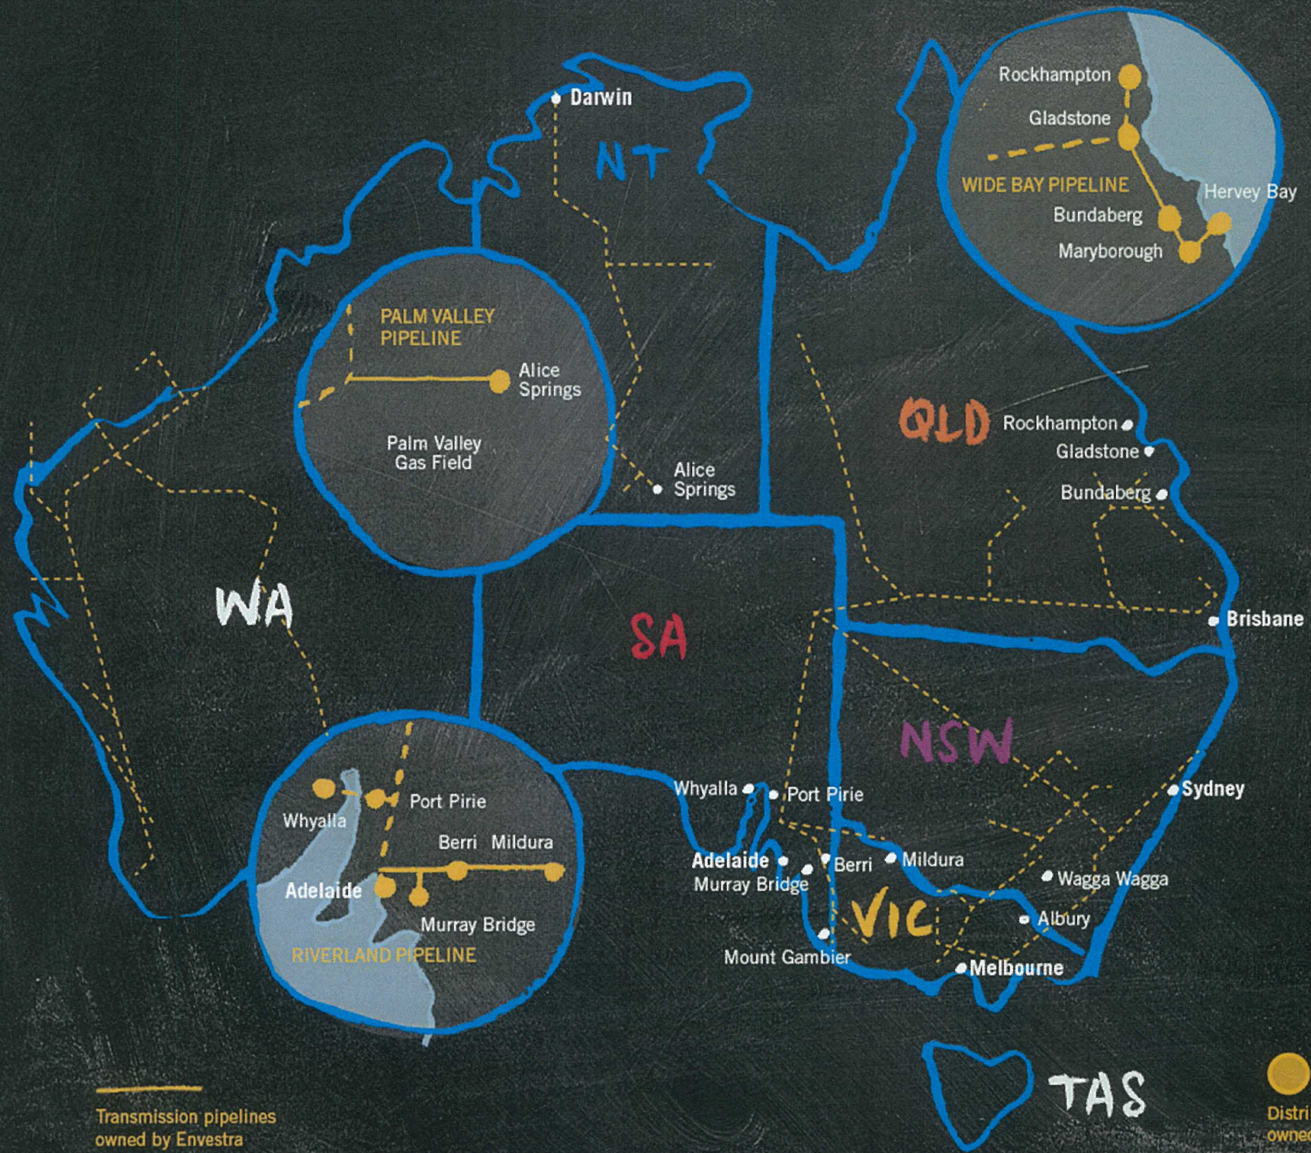 Rockhampton
Gladstone
WIDE BAY PIPELINE
Hervey Bay
Bundaberg
Maryborough
Darwin
NT
PALM VALLEY
PIPELINE
Alice
Springs
Palm Valley
Gas Field
Alice
Springs
QLD
Rockhampton
Gladstone
Bundaberg
WA
SA
Brisbane
NSW
Whyalla
Port Pirie
Sydney
Adelaide
Murray Bridge
Berri
Mildura
Wagga Wagga
VIC
Albury
Mount Gambier
Melbourne
Whyalla
Port Pirie
Berri
Mildura
Adelaide
Murray Bridge
RIVERLAND PIPELINE
TAS
Transmission pipelines
owned by Envestra
Distri
owned